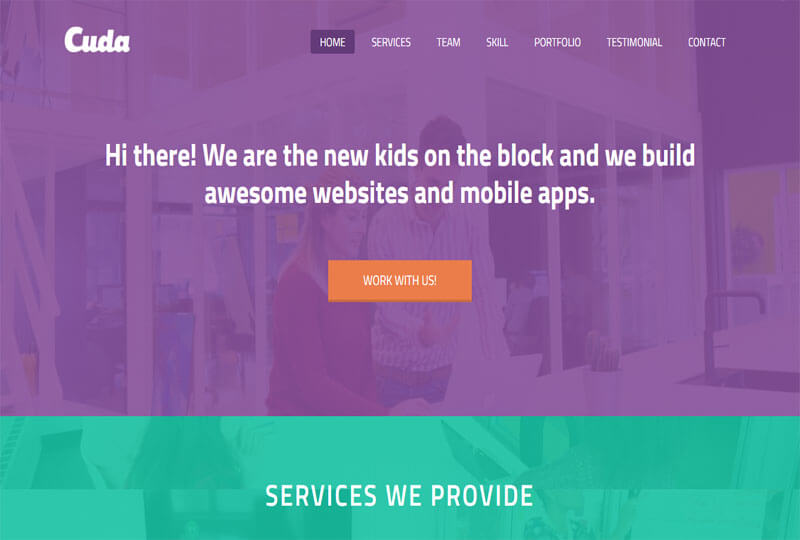 Cuda
HOME SERVICES TEAM SKILL PORTFOLIO TESTIMONIAL CONTACT
Hi there! We are the new kids on the block and we build
awesome websites and mobile apps.
WORK WITH US!
SERVICES WE PROVIDE